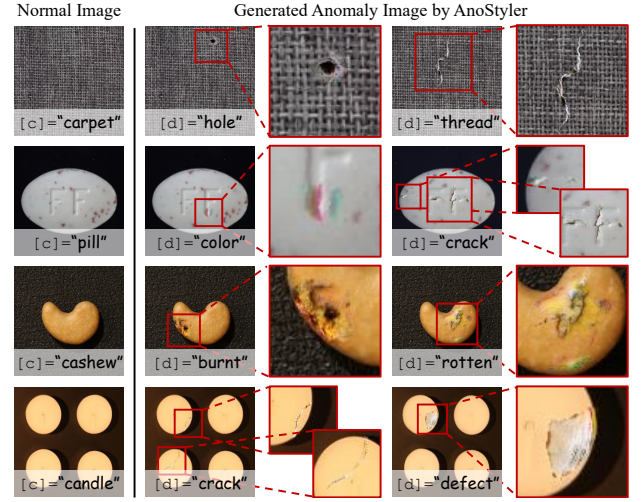 Normal Image
Generated Anomaly Image by AnoStyler
[c]=“carpet”
[d]=“hole”
[d]=“thread”
FF
FF
F
[c]=“pill”
[d]=“color”
[d]=“crack”
[c]=“cashew”
[d]=“burnt”
[d]=“rotten”
[c]=“candle”
[d]=“crack”
[d]=“defect”